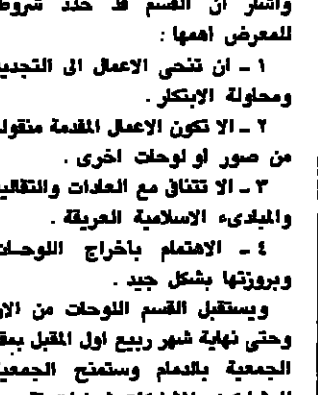 واشار ان القسم قد حدد شروط
للمعرض اهمها :
١ ـ ان تنحى الاعمال الى التجديد
ومحاولة الابتكار .
٢ ـ الا تكون الاعمال المقدمة منقولة
من صور او لوحات اخرى .
٣ ـ الا تتنافى مع العادات والتقاليد
والمبادىء الاسلامية العريقة .
٤ ـ الاهتمام باخراج اللوحات
وبروزتها بشكل جيد .
ويستقبل القسم اللوحات من
وحتى نهاية شهر ربيع اول المقبل بمقر
الجمعية بالدمام وستمنح الجمعية